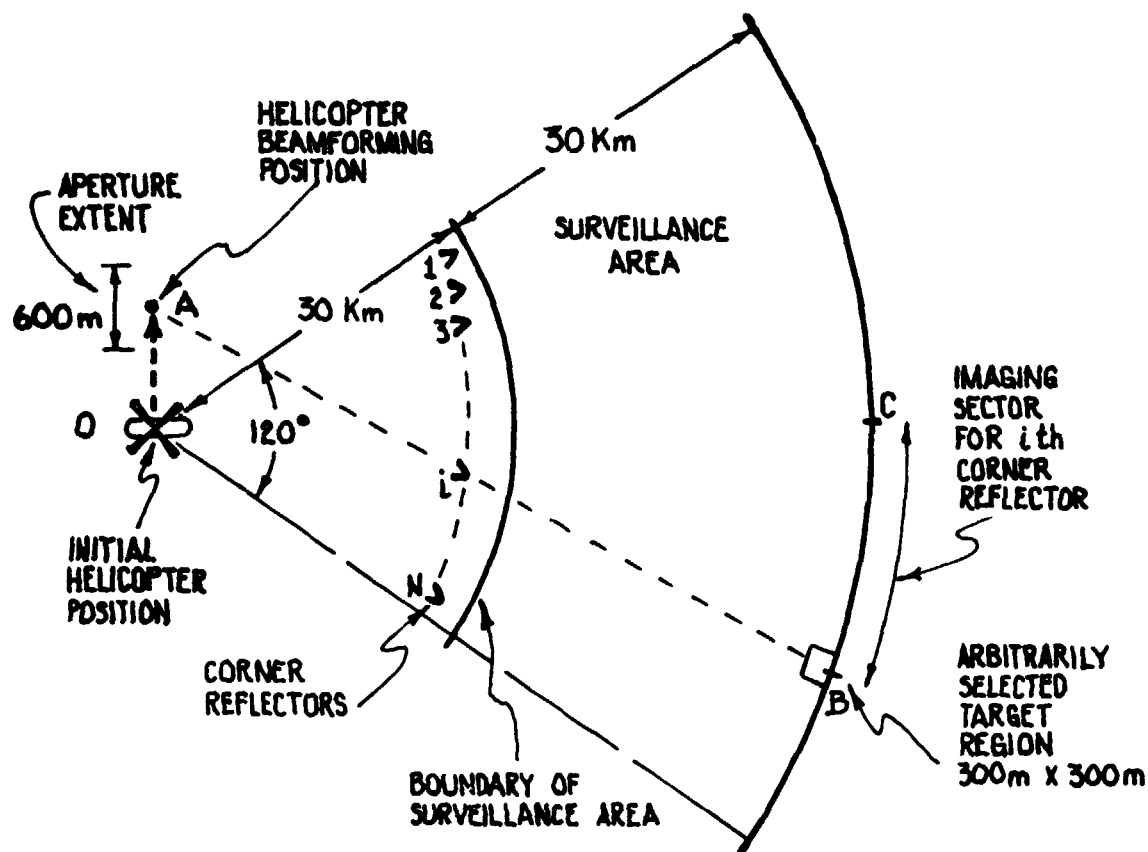 HELICOPTER
BEAMFORMING
POSITION
APERTURE
EXTENT
600m
A
30 Km
30 Km
SURVEILLANCE
AREA
1
2
3
O
120°
i
N
C
B
IMAGING
SECTOR
FOR ith
CORNER
REFLECTOR
INITIAL
HELICOPTER
POSITION
CORNER
REFLECTORS
BOUNDARY OF
SURVEILLANCE AREA
ARBITRARILY
SELECTED
TARGET
REGION
300m X 300m